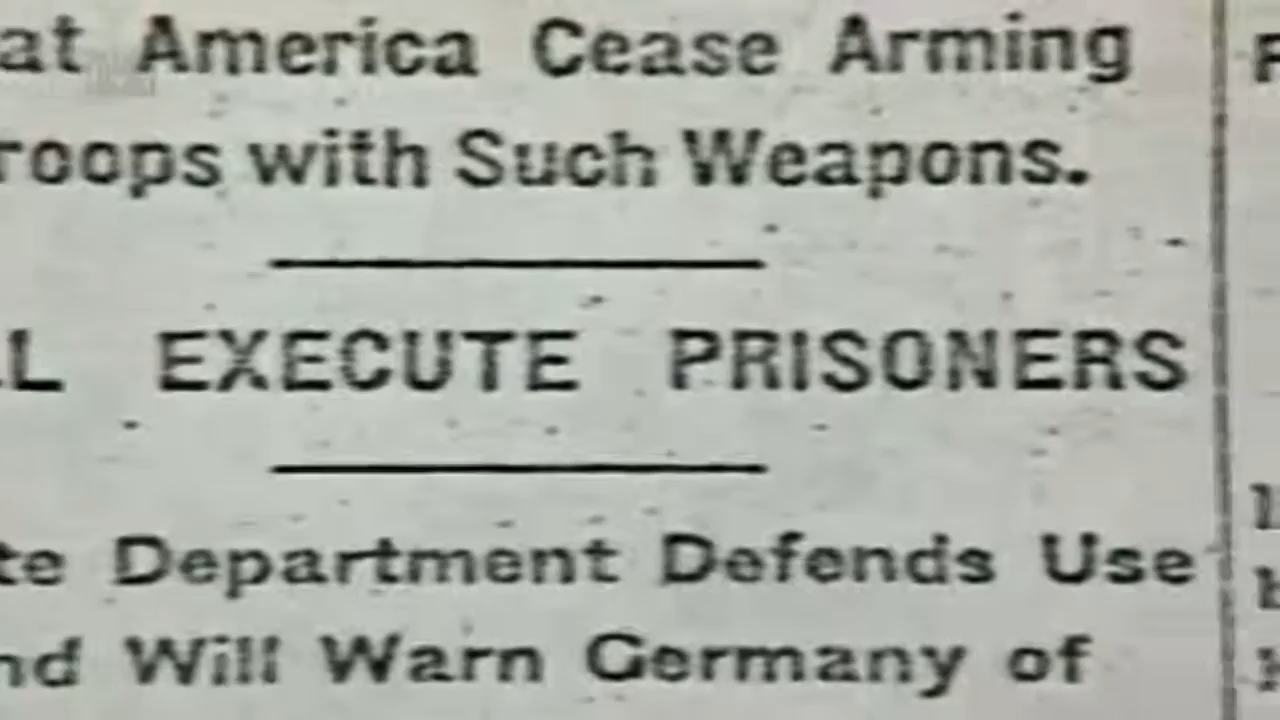 at America Cease Arming
roops with Such Weapons.
L EXECUTE PRISONERS
te Department Defends Use
nd Will Warn Germany of